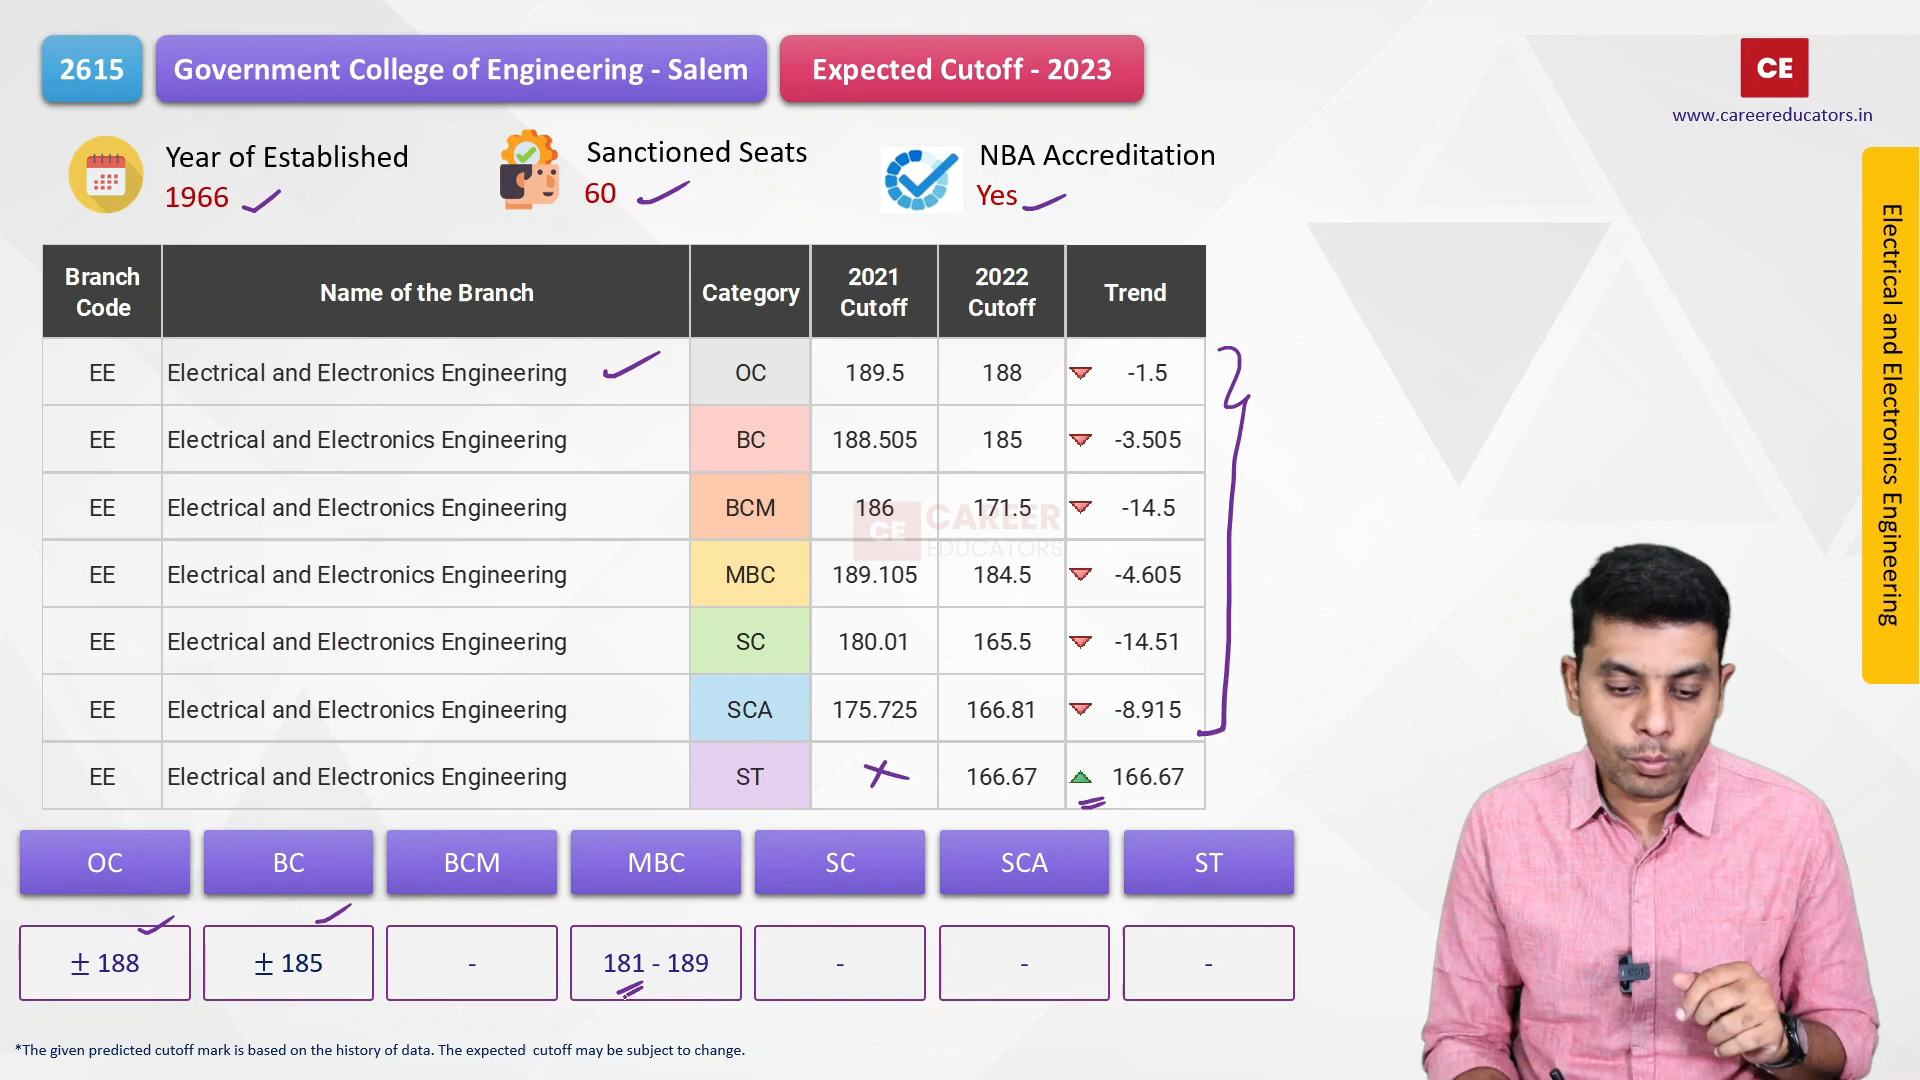 2615
Government College of Engineering - Salem
Expected Cutoff - 2023
CE
www.careereducators.in
Year of Established
1966
Sanctioned Seats
60
NBA Accreditation
Yes
Electrical and Electronics Engineering
Branch Code Name of the Branch Category 2021 Cutoff 2022 Cutoff Trend
EE Electrical and Electronics Engineering OC 189.5 188 -1.5
EE Electrical and Electronics Engineering BC 188.505 185 -3.505
EE Electrical and Electronics Engineering BCM 186 171.5 -14.5
CE CAREER
EDUCATORS
EE Electrical and Electronics Engineering MBC 189.105 184.5 -4.605
EE Electrical and Electronics Engineering SC 180.01 165.5 -14.51
EE Electrical and Electronics Engineering SCA 175.725 166.81 -8.915
EE Electrical and Electronics Engineering ST 166.67 166.67
OC BC BCM MBC SC SCA ST
± 188 ± 185 - 181 - 189 - - -
*The given predicted cutoff mark is based on the history of data. The expected cutoff may be subject to change.